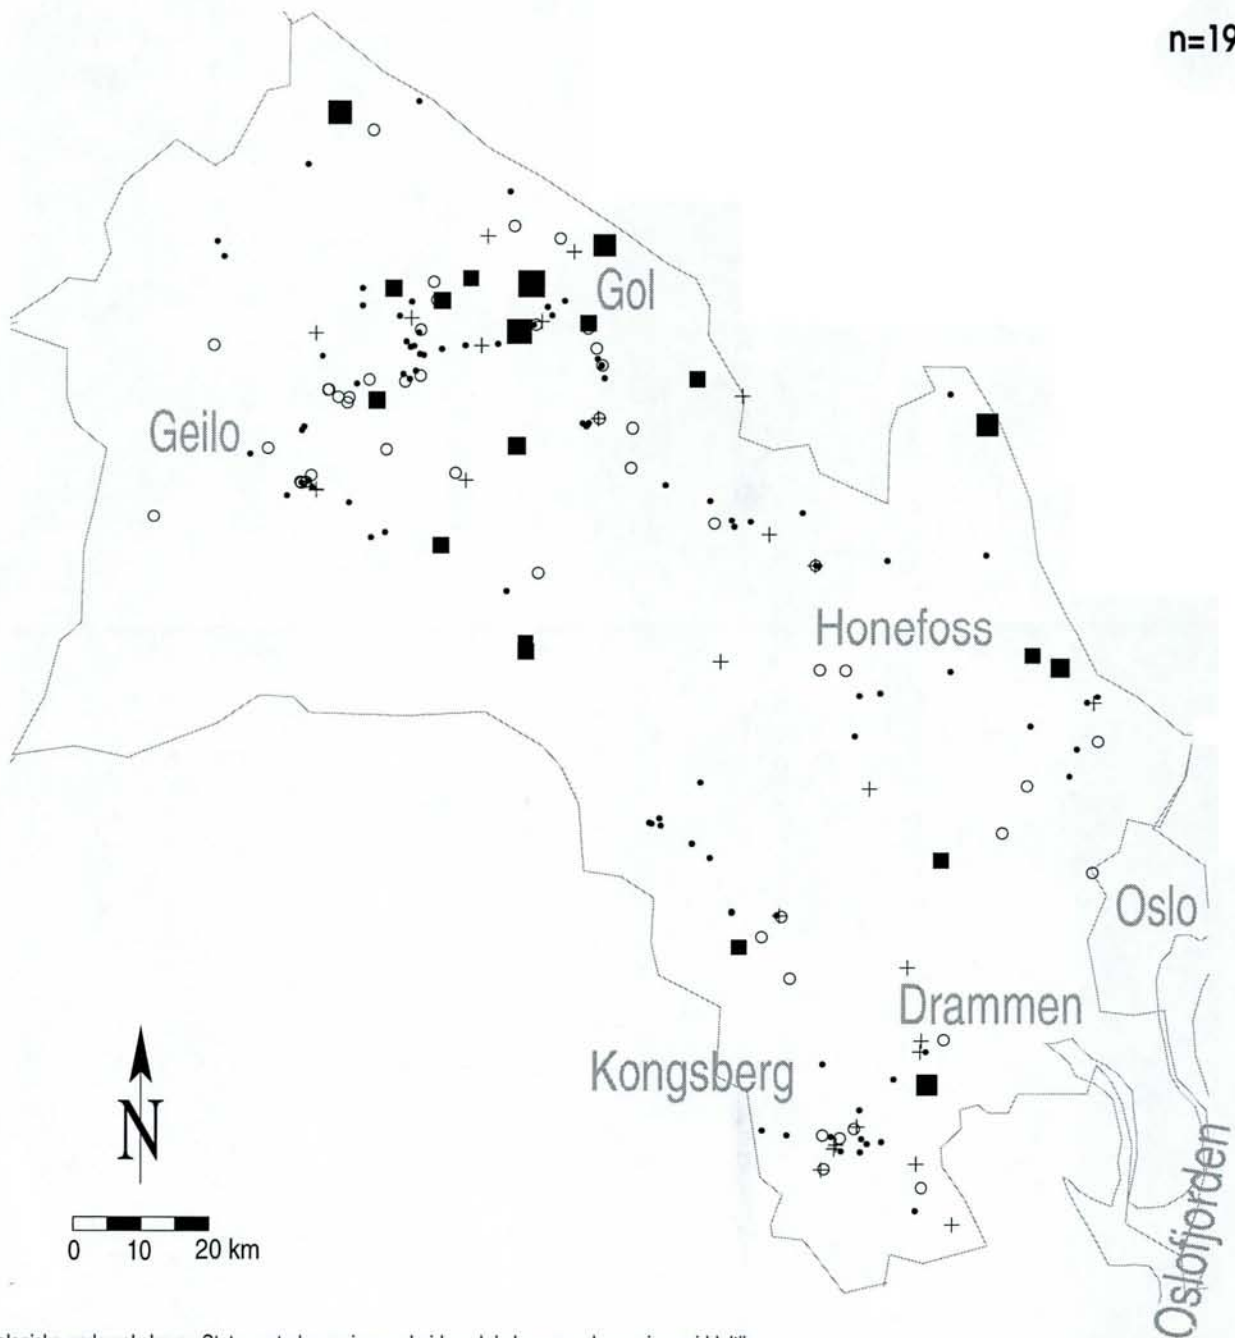 n=19
Gol
Geilo
Honefoss
Oslo
Drammen
Kongsberg
N
0 10 20 km
Oslofjorden